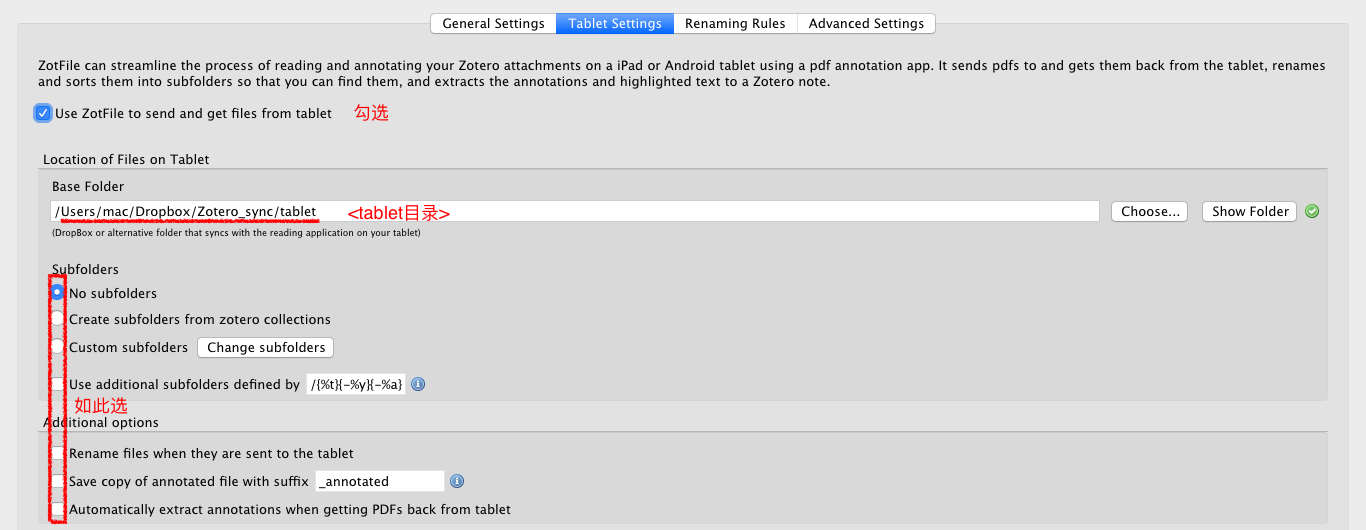 General Settings Tablet Settings Renaming Rules Advanced Settings
ZotFile can streamline the process of reading and annotating your Zotero attachments on a iPad or Android tablet using a pdf annotation app. It sends pdfs to and gets them back from the tablet, renames
and sorts them into subfolders so that you can find them, and extracts the annotations and highlighted text to a Zotero note.
Use ZotFile to send and get files from tablet 勾选
Location of Files on Tablet
Base Folder
/Users/mac/Dropbox/Zotero_sync/tablet <tablet目录> Choose... Show Folder
(DropBox or alternative folder that syncs with the reading application on your tablet)
Subfolders
No subfolders
Create subfolders from zotero collections
Custom subfolders Change subfolders
Use additional subfolders defined by /{%t}{-%y}{-%a}
如此选
Additional options
Rename files when they are sent to the tablet
Save copy of annotated file with suffix _annotated
Automatically extract annotations when getting PDFs back from tablet